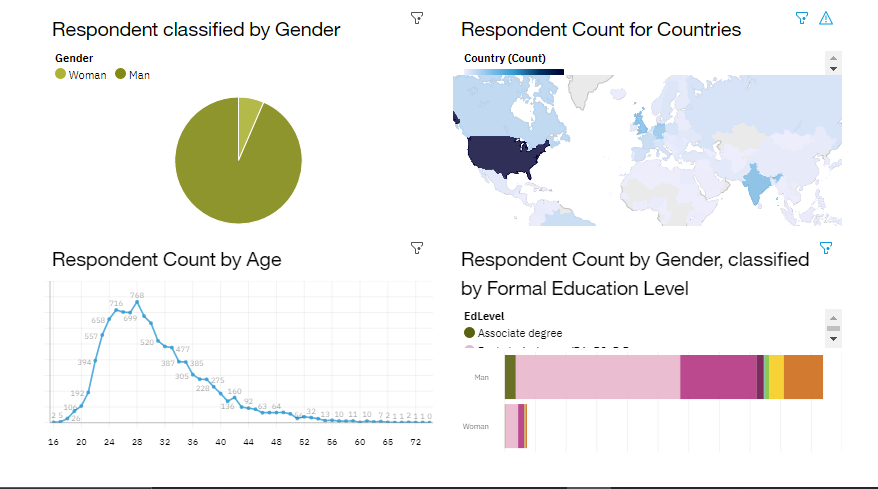 Respondent classified by Gender
Gender
Woman Man
Respondent Count for Countries
Country (Count)
Respondent Count by Age
768
716
658 699
557
520 477
394 387 385
305 275
228
192 160
136 92
106 63 64
2 5 26 32 13 10 11 10 7 2 1 1 2 1 1 0
16 20 24 28 32 36 40 44 48 52 56 60 64 68 72
Respondent Count by Gender, classified
by Formal Education Level
EdLevel
Associate degree
Man
Woman